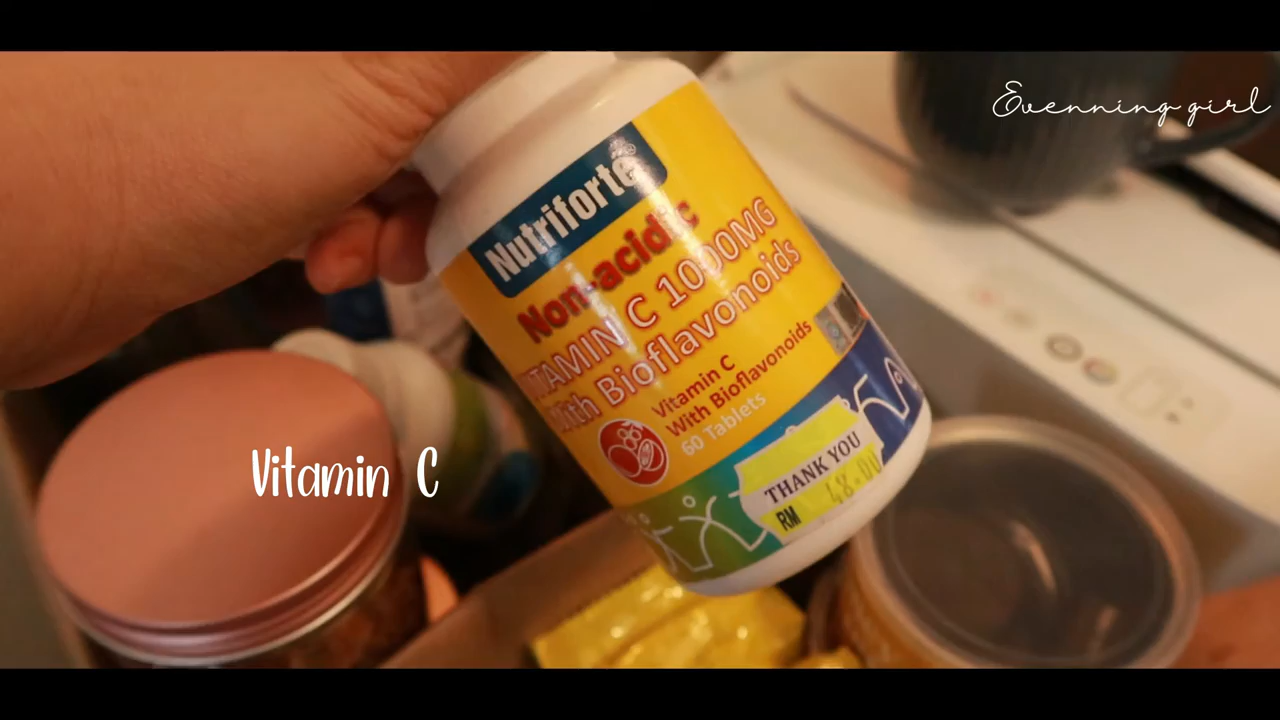 Evenning girl
Nutriforté®
Non-acidic
VITAMIN C 1000MG
With Bioflavonoids
Vitamin C
With Bioflavonoids
60 Tablets
THANK YOU
RM 48.00
Vitamin C